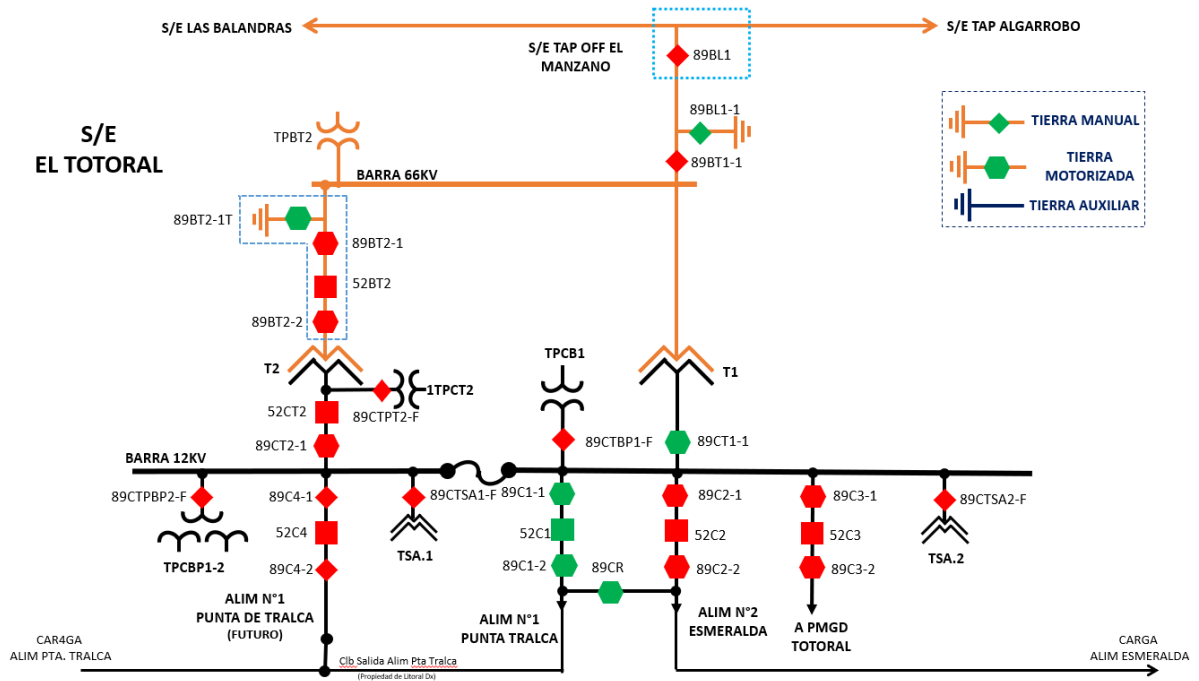 S/E LAS BALANDRAS
S/E TAP ALGARROBO
S/E TAP OFF EL
MANZANO
89BL1
89BL1-1
89BT1-1
S/E
EL TOTORAL
TPBT2
BARRA 66KV
TIERRA MANUAL
TIERRA
MOTORIZADA
TIERRA AUXILIAR
89BT2-1T
89BT2-1
52BT2
89BT2-2
T2
1TPCT2
89CTPT2-F
52CT2
89CT2-1
TPCB1
89CTBP1-F
T1
89CT1-1
BARRA 12KV
89CTPBP2-F
TPCBP1-2
89C4-1
52C4
89C4-2
89CTSA1-F
TSA.1
89C1-1
52C1
89C1-2
89CR
89C2-1
52C2
89C2-2
89C3-1
52C3
89C3-2
89CTSA2-F
TSA.2
ALIM N°1
PUNTA DE TRALCA
(FUTURO)
ALIM N°1
PUNTA TRALCA
ALIM N°2
ESMERALDA
A PMGD
TOTORAL
CAR4GA
ALIM PTA. TRALCA
Clb Salida Alim Pta Tralca
(Propiedad de Litoral Dx)
CARGA
ALIM ESMERALDA